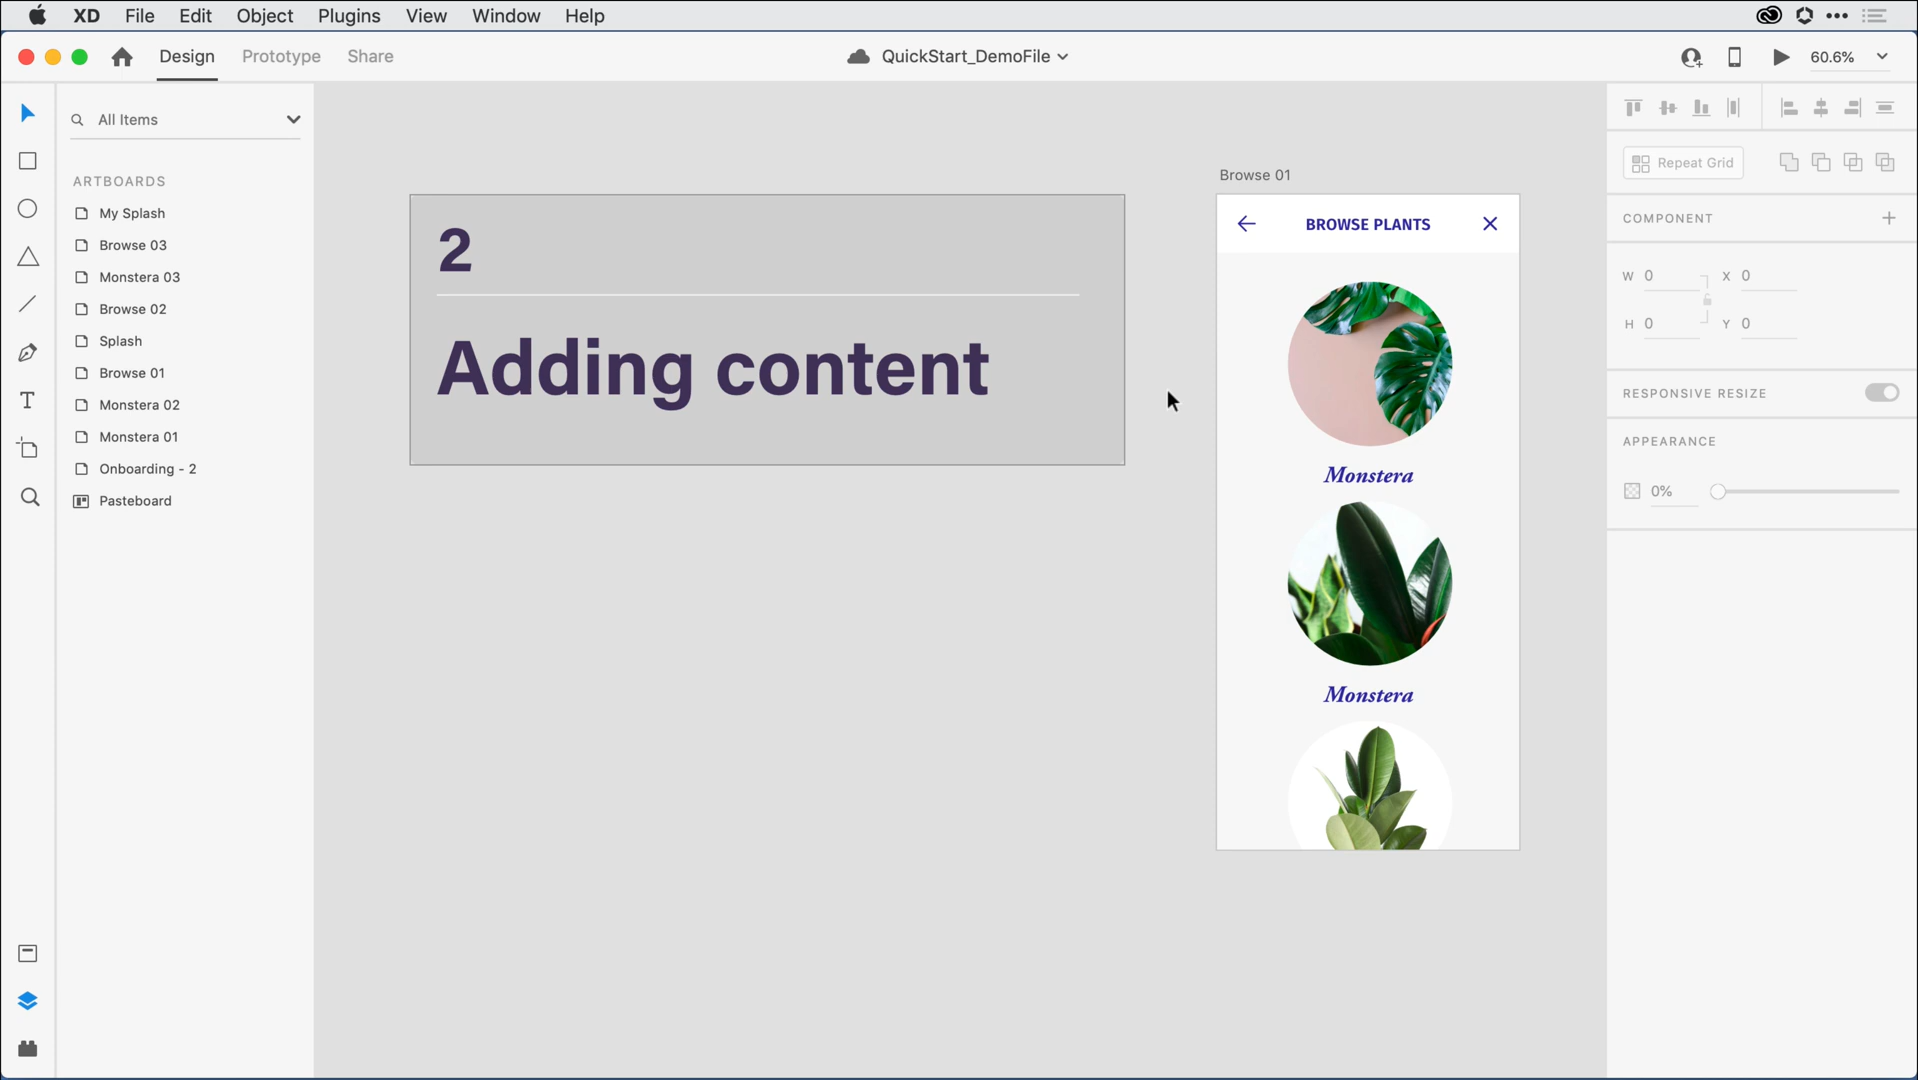 XD File Edit Object Plugins View Window Help
Design Prototype Share
QuickStart_DemoFile
60.6%
All Items
ARTBOARDS
My Splash
Browse 03
Monstera 03
Browse 02
Splash
Browse 01
Monstera 02
Monstera 01
Onboarding - 2
Pasteboard
T
2
Adding content
Browse 01
BROWSE PLANTS
Monstera
Monstera
Repeat Grid
COMPONENT
W 0 X 0
H 0 Y 0
RESPONSIVE RESIZE
APPEARANCE
0%